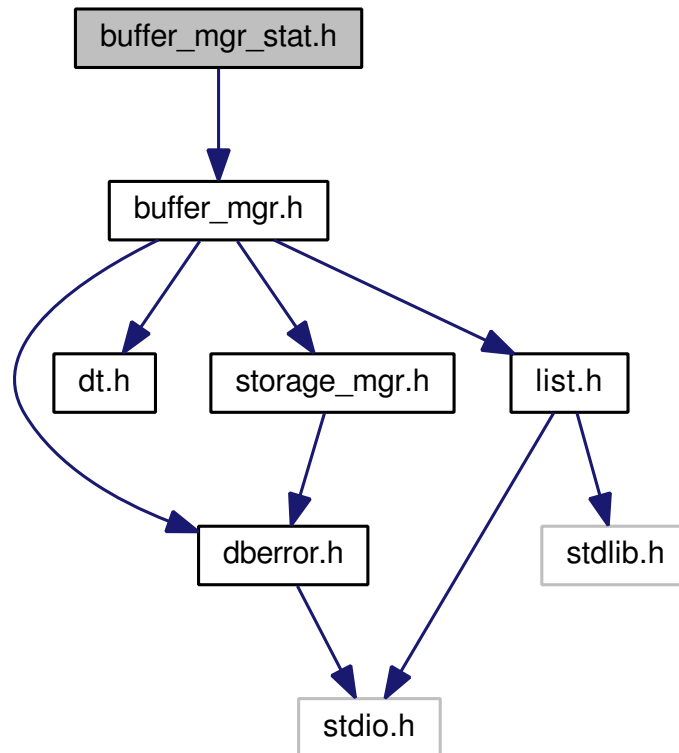 buffer_mgr_stat.h
buffer_mgr.h
dt.h
storage_mgr.h
list.h
dberror.h
stdlib.h
stdio.h